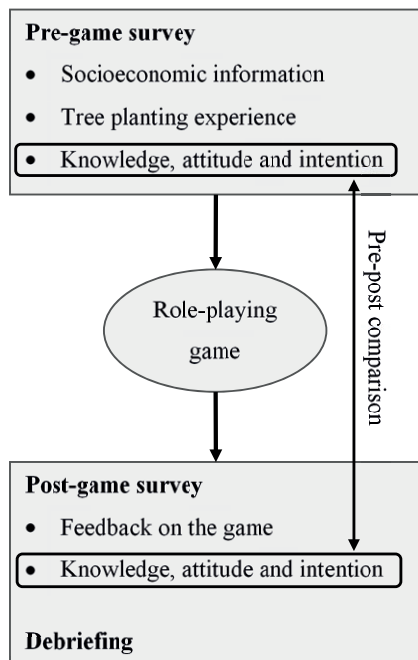 Pre-game survey
• Socioeconomic information
• Tree planting experience
• Knowledge, attitude and intention
Pre-post comparison
Role-playing
game
Post-game survey
• Feedback on the game
• Knowledge, attitude and intention
Debriefing